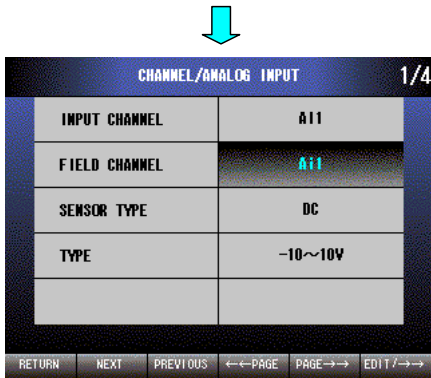 CHANNEL/ANALOG INPUT 1/4
INPUT CHANNEL AI1
FIELD CHANNEL Ai1
SENSOR TYPE DC
TYPE -10～10V
RETURN NEXT PREVIOUS ←←PAGE PAGE→→ EDIT/→→